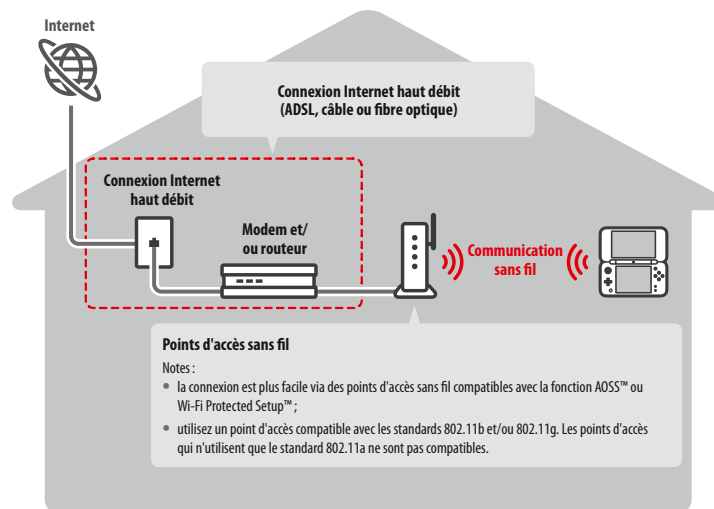 Internet
Connexion Internet haut débit
(ADSL, câble ou fibre optique)
Connexion Internet
haut débit
Modem et/
ou routeur
Communication
sans fil
Points d'accès sans fil
Notes :
• la connexion est plus facile via des points d'accès sans fil compatibles avec la fonction AOSS™ ou
Wi-Fi Protected Setup™ ;
• utilisez un point d'accès compatible avec les standards 802.11b et/ou 802.11g. Les points d'accès
qui n'utilisent que le standard 802.11a ne sont pas compatibles.